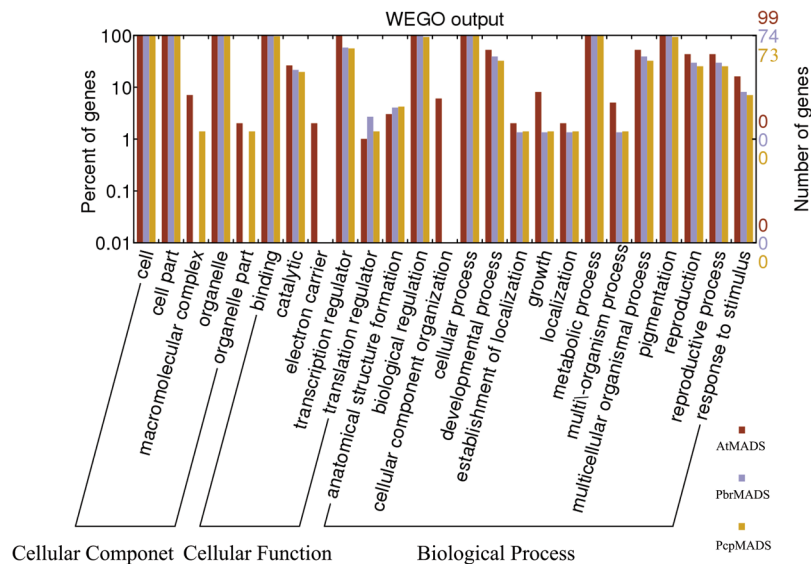 WEGO output
Percent of genes
100
10
1
0.1
0.01
Number of genes
99
74
73
0
0
0
0
0
0
cell
cell part
macromolecular complex
organelle
organelle part
binding
catalytic
electron carrier
transcription regulator
translation regulator
anatomical structure formation
biological regulation
cellular component organization
cellular process
developmental process
establishment of localization
growth
localization
metabolic process
multi\-organism process
multicellular organismal process
pigmentation
reproduction
reproductive process
response to stimulus
AtMADS
PbrMADS
PcpMADS
Cellular Componet
Cellular Function
Biological Process